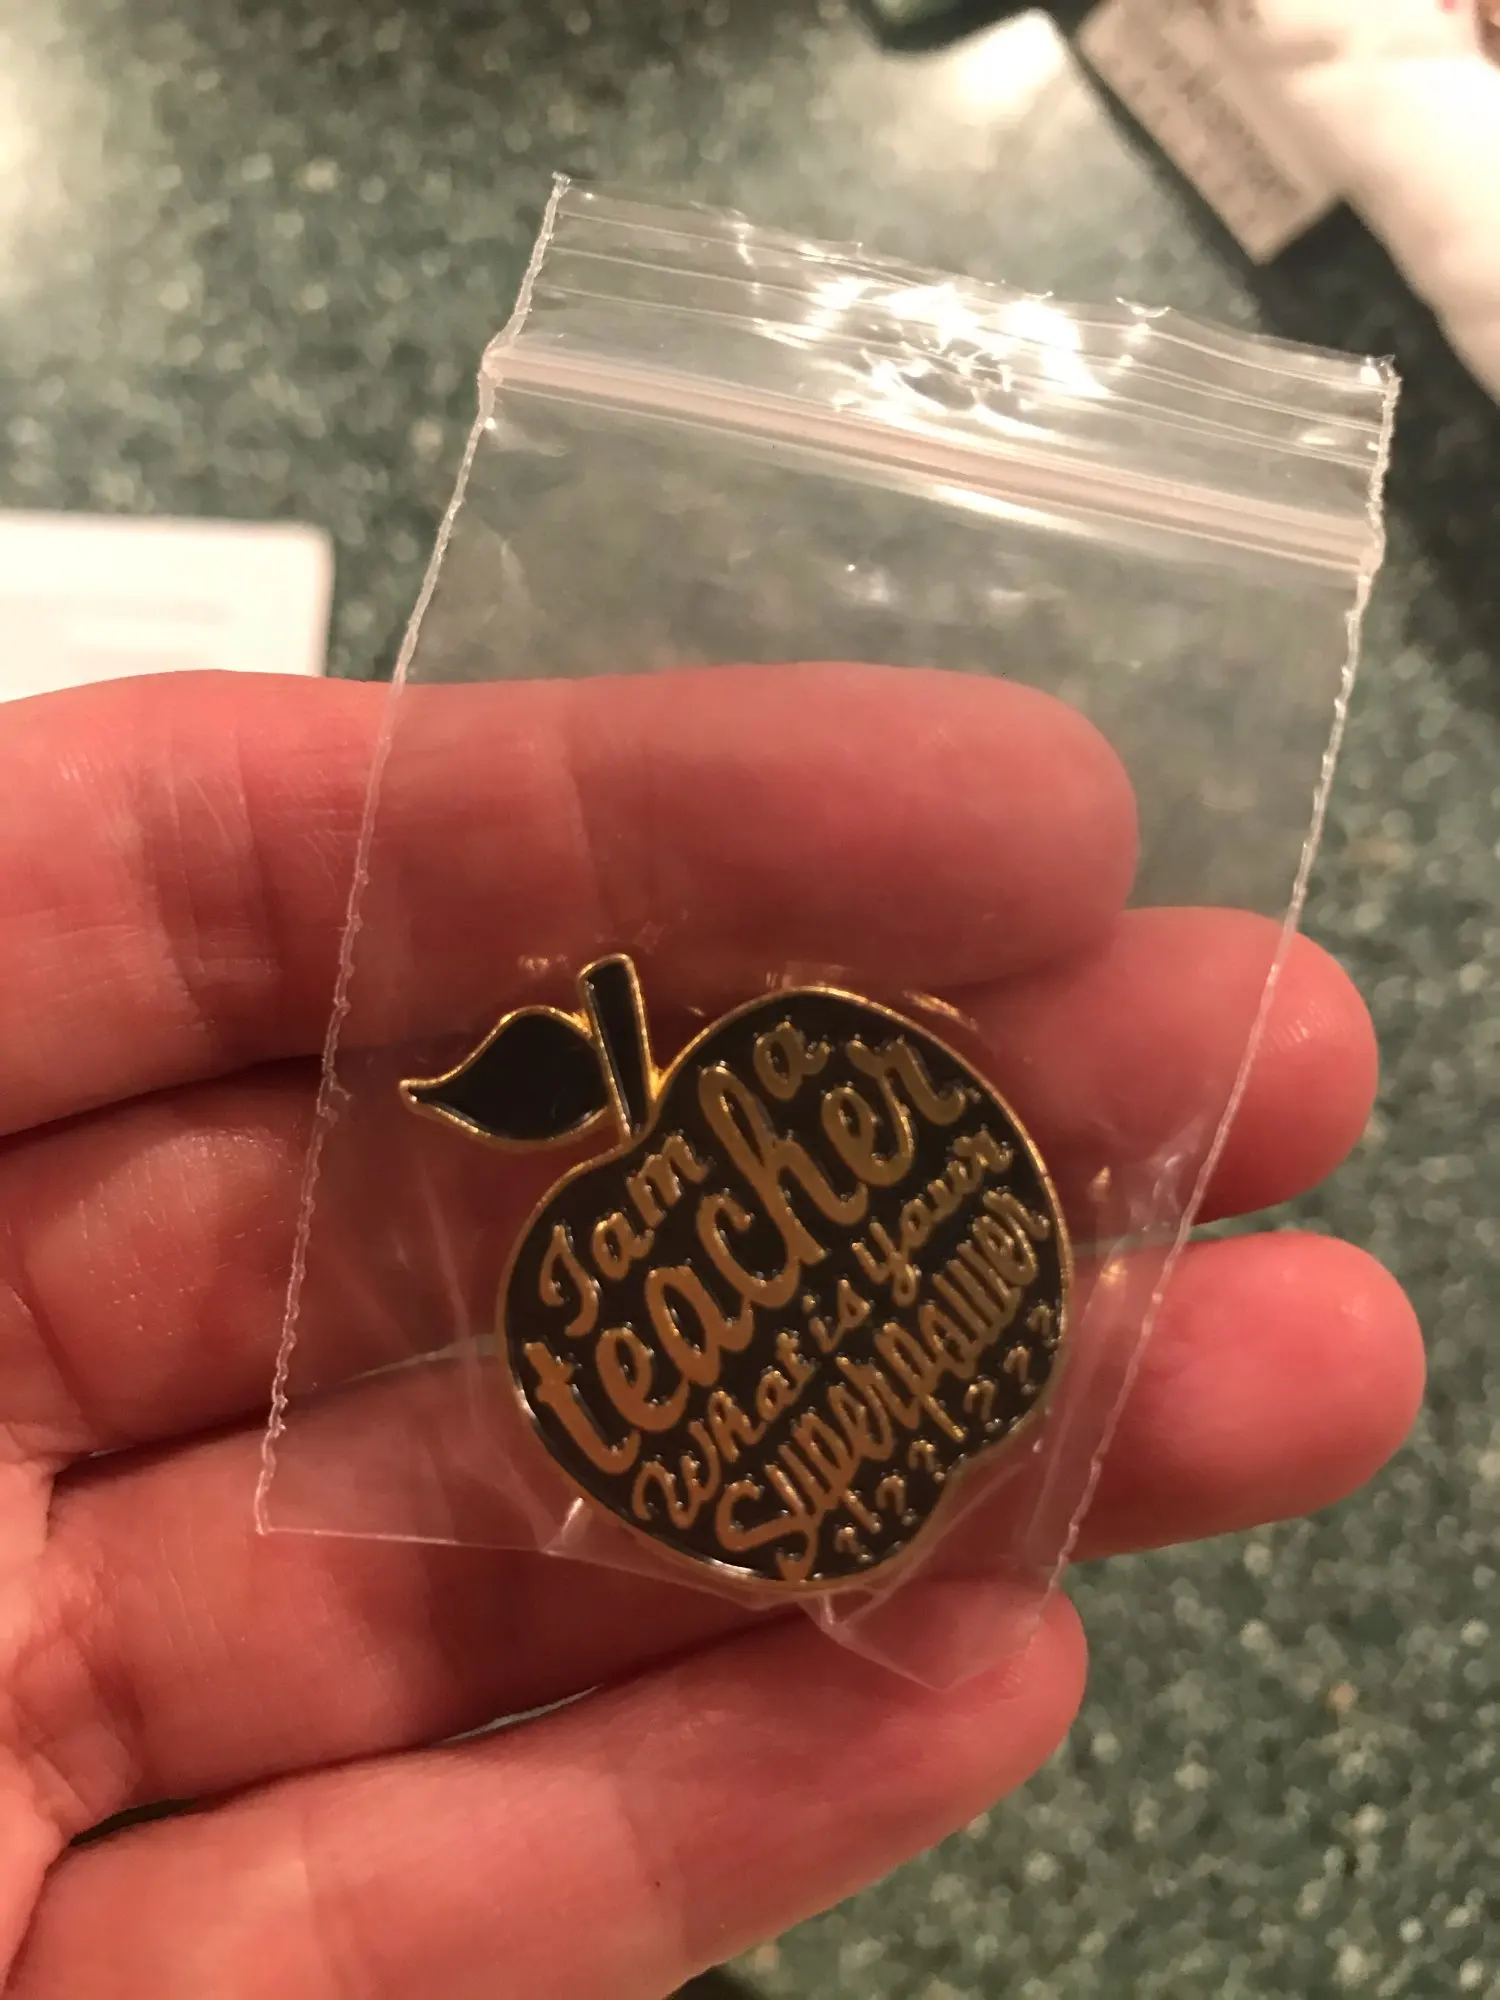 I am a
teacher
What is your
Superpower
?!??!???